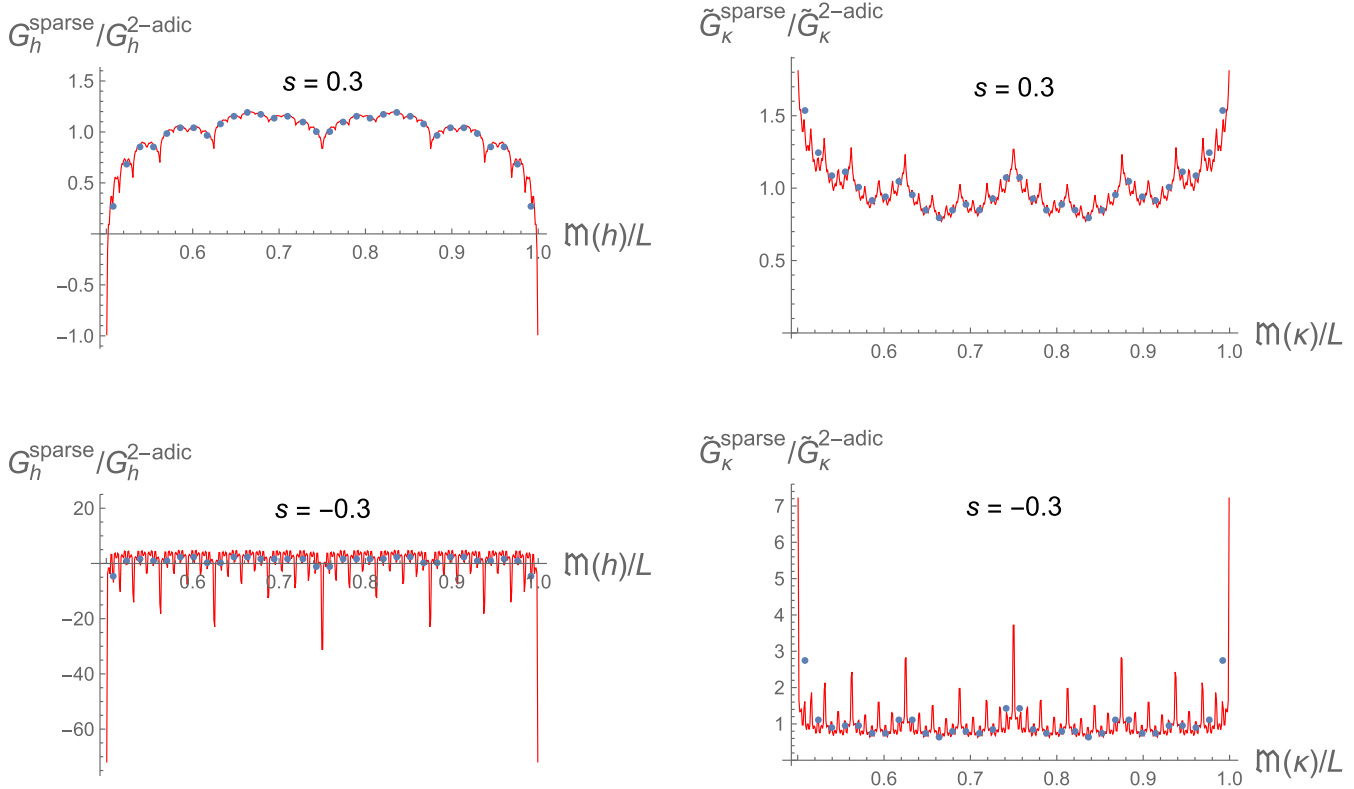 G_h^sparse/G_h^2−adic
s = 0.3
1.5
1.0
0.5
−0.5
−1.0
0.6 0.7 0.8 0.9 1.0
𝔐(h)/L
G̃_κ^sparse/G̃_κ^2−adic
s = 0.3
1.5
1.0
0.5
0.6 0.7 0.8 0.9 1.0
𝔐(κ)/L
G_h^sparse/G_h^2−adic
s = −0.3
20
−20
−40
−60
0.6 0.7 0.8 0.9 1.0
𝔐(h)/L
G̃_κ^sparse/G̃_κ^2−adic
s = −0.3
7
6
5
4
3
2
1
0.6 0.7 0.8 0.9 1.0
𝔐(κ)/L